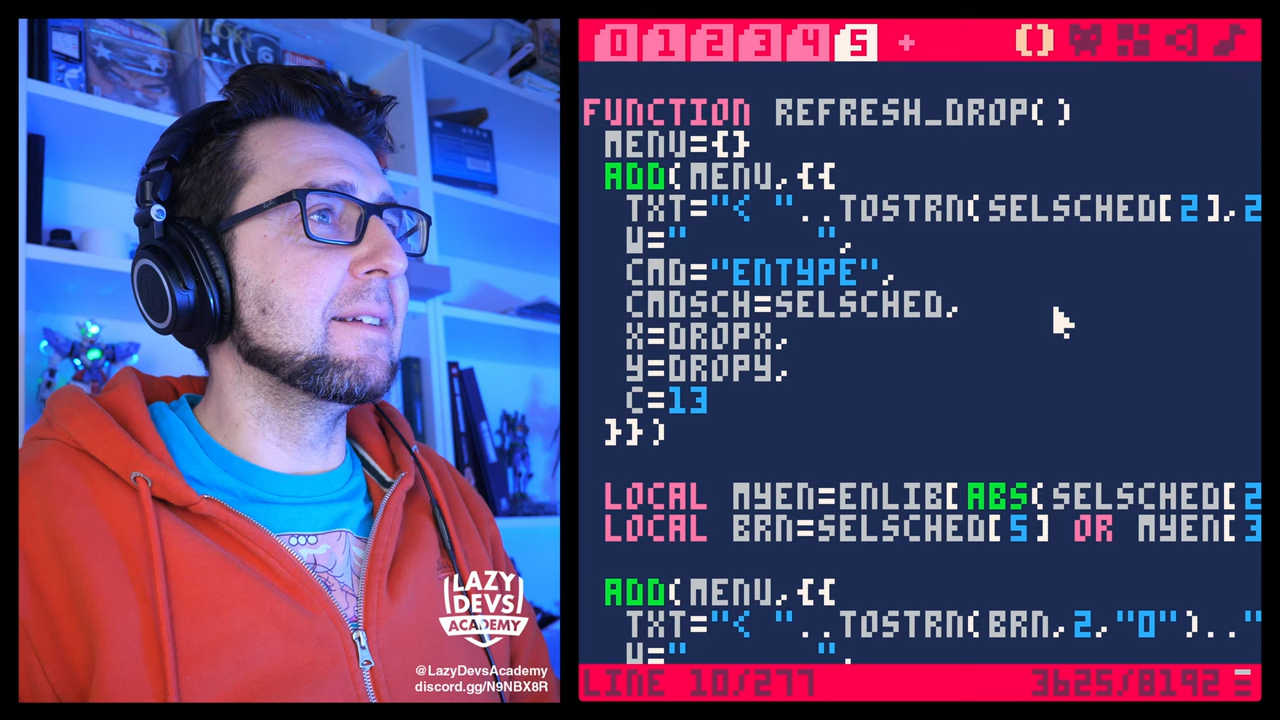 LOKI
LAZY
DEVS
ACADEMY
@LazyDevsAcademy
discord.gg/N9NBX8R
0 1 2 3 4 5 +
FUNCTION REFRESH_DROP()
MENU={}
ADD(MENU,{{
TXT="< "..TOSTRN(SELSCHED[2],2
W="       ",
CMD="ENTYPE",
CMDSCH=SELSCHED,
X=DROPX,
Y=DROPY,
C=13
}})
LOCAL MYEN=ENLIB[ABS(SELSCHED[2
LOCAL BRN=SELSCHED[5] OR MYEN[3
ADD(MENU,{{
TXT="< "..TOSTRN(BRN,2,"0").."
W="       ",
LINE 10/277
3625/8192